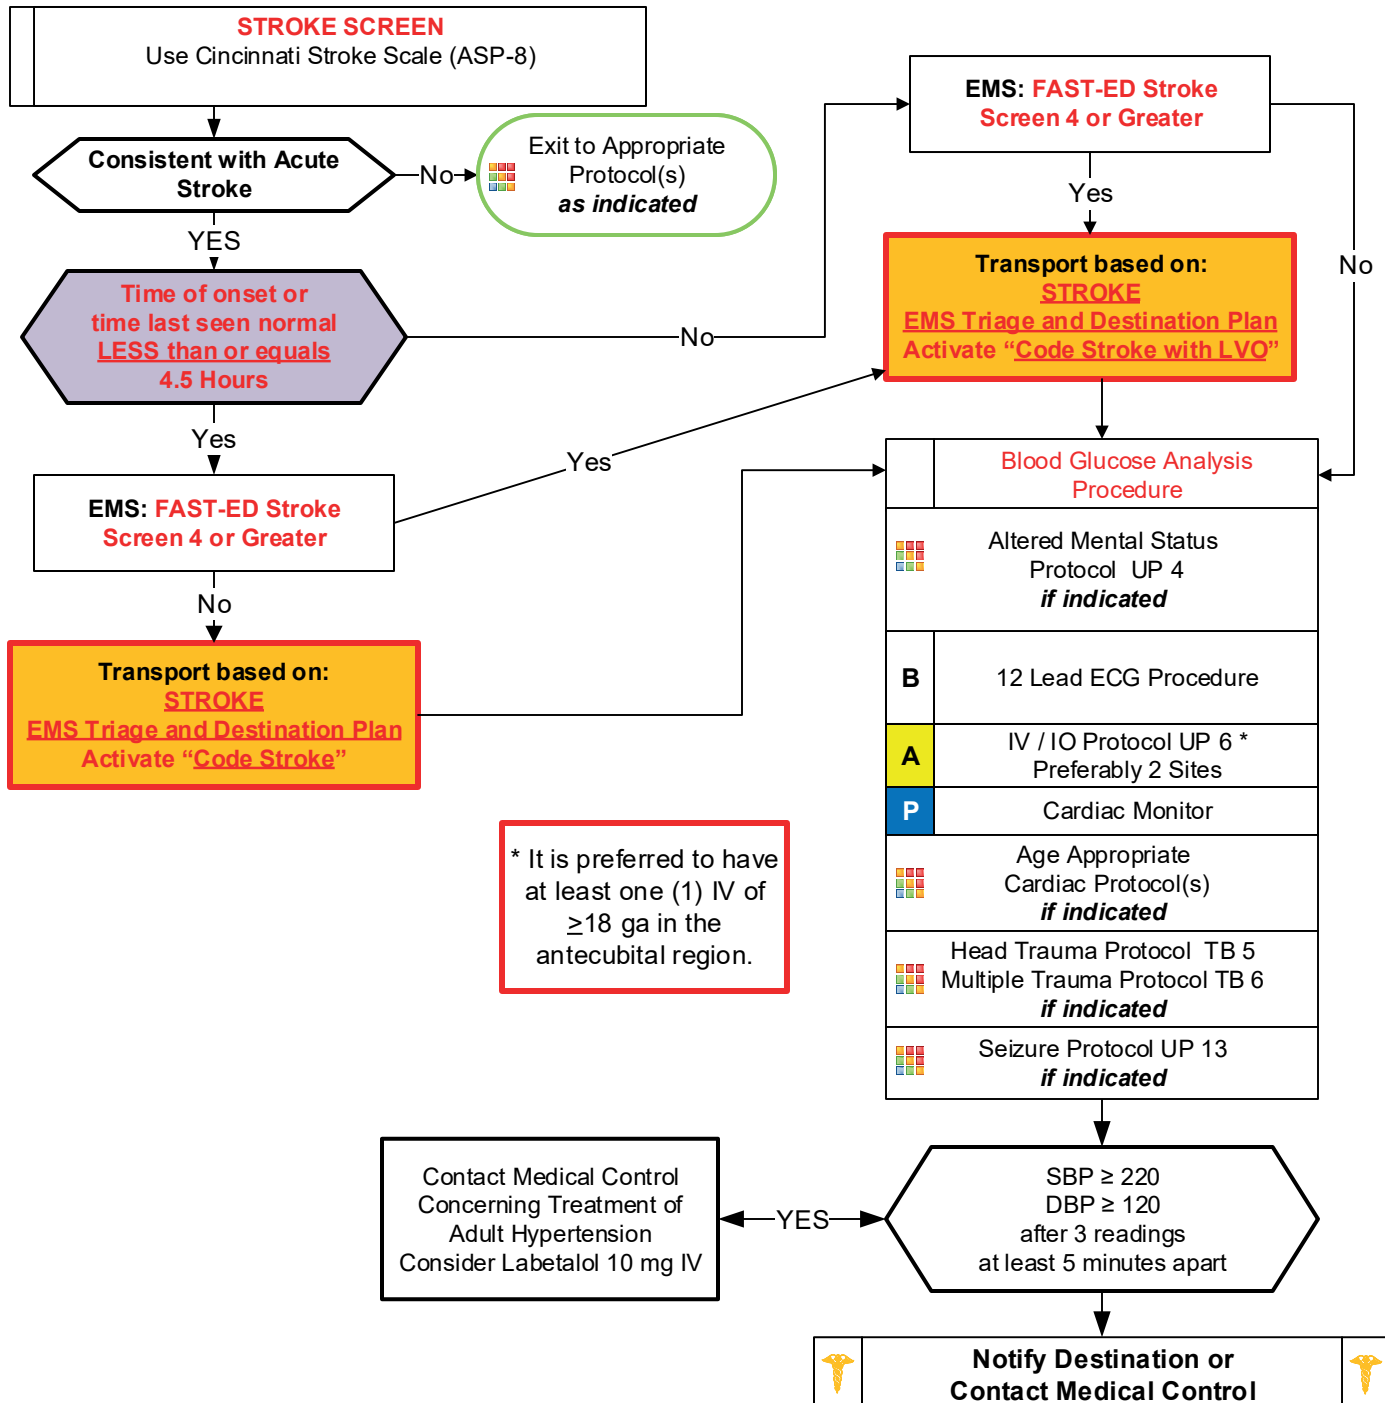 STROKE SCREEN
Use Cincinnati Stroke Scale (ASP-8)
Consistent with Acute
Stroke
No
Exit to Appropriate
Protocol(s)
as indicated
YES
Time of onset or
time last seen normal
LESS than or equals
4.5 Hours
No
Yes
EMS: FAST-ED Stroke
Screen 4 or Greater
Yes
No
Transport based on:
STROKE
EMS Triage and Destination Plan
Activate “Code Stroke”
EMS: FAST-ED Stroke
Screen 4 or Greater
Yes
No
Transport based on:
STROKE
EMS Triage and Destination Plan
Activate “Code Stroke with LVO”
Blood Glucose Analysis
Procedure
Altered Mental Status
Protocol UP 4
if indicated
B
12 Lead ECG Procedure
A
IV / IO Protocol UP 6 *
Preferably 2 Sites
P
Cardiac Monitor
Age Appropriate
Cardiac Protocol(s)
if indicated
Head Trauma Protocol TB 5
Multiple Trauma Protocol TB 6
if indicated
Seizure Protocol UP 13
if indicated
* It is preferred to have
at least one (1) IV of
≥18 ga in the
antecubital region.
SBP ≥ 220
DBP ≥ 120
after 3 readings
at least 5 minutes apart
YES
Contact Medical Control
Concerning Treatment of
Adult Hypertension
Consider Labetalol 10 mg IV
Notify Destination or
Contact Medical Control